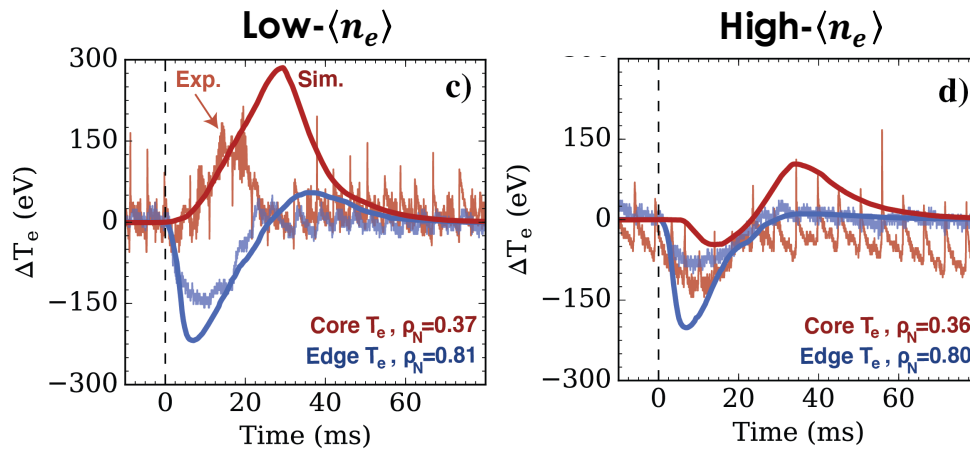 Low-⟨n_e⟩
High-⟨n_e⟩
300
150
0
−150
−300
ΔT_e (eV)
Exp.
Sim.
c)
Core T_e , ρ_N=0.37
Edge T_e , ρ_N=0.81
0 20 40 60
Time (ms)
150
0
−150
−300
ΔT_e (eV)
d)
Core T_e , ρ_N=0.36
Edge T_e , ρ_N=0.80
0 20 40 60
Time (ms)